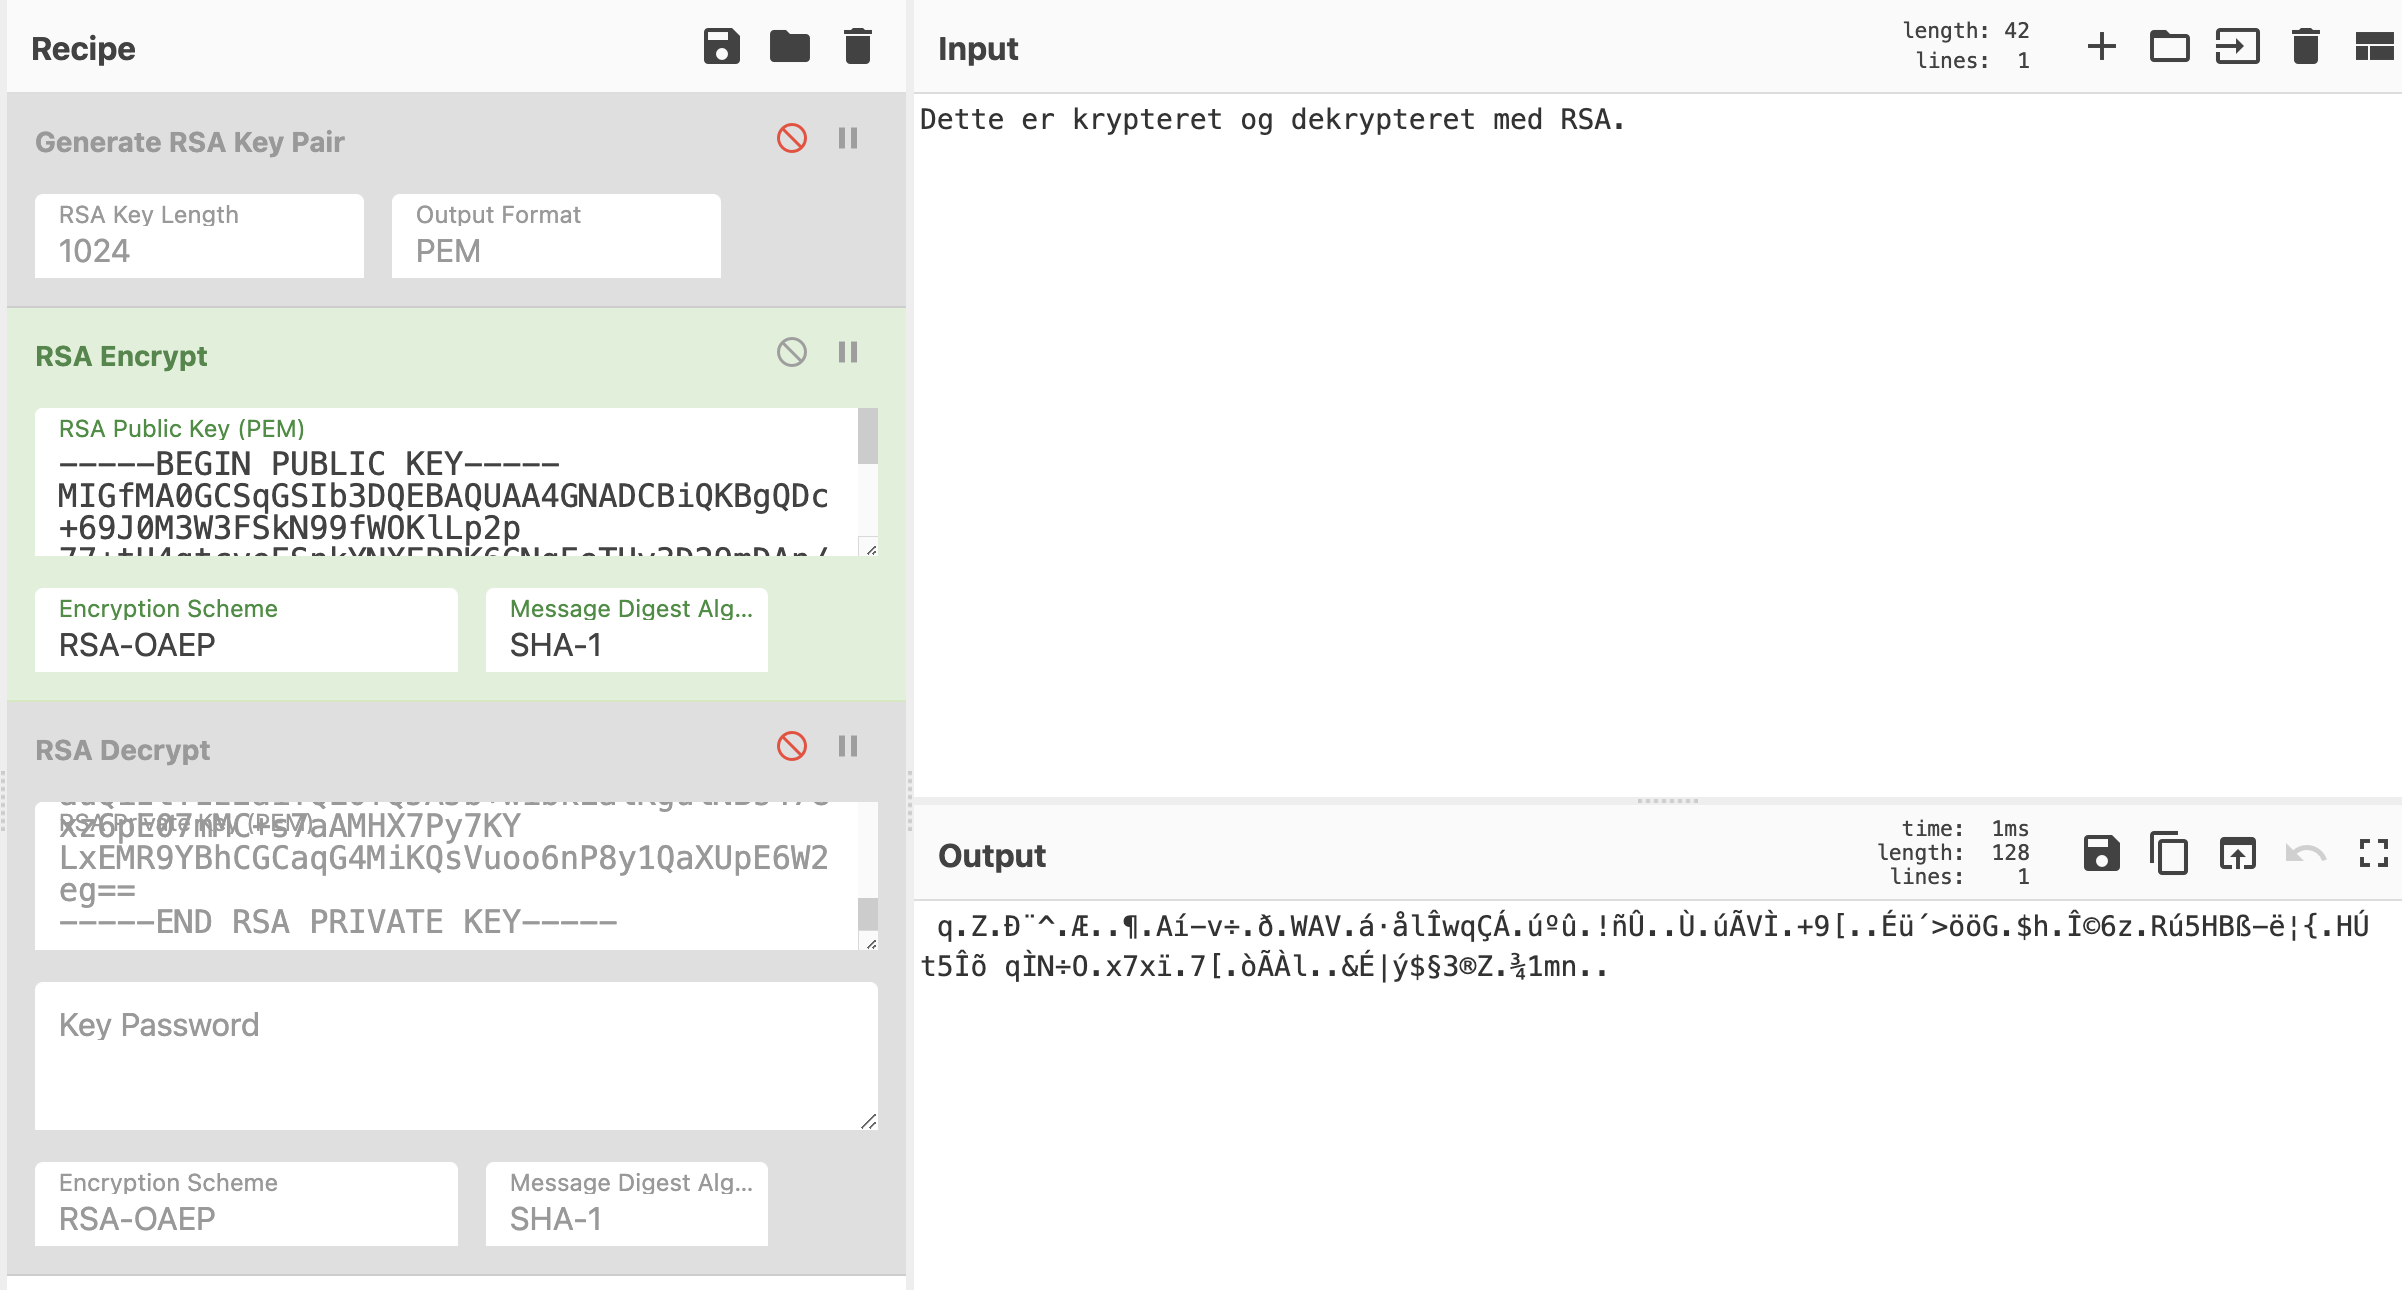 Recipe
Generate RSA Key Pair
RSA Key Length
1024
Output Format
PEM
RSA Encrypt
RSA Public Key (PEM)
-----BEGIN PUBLIC KEY-----
MIGfMA0GCSqGSIb3DQEBAQUAA4GNADCBiQKBgQDc
+69J0M3W3FSkN99fWOKlLp2p
Encryption Scheme
RSA-OAEP
Message Digest Alg...
SHA-1
RSA Decrypt
RSA Private Key (PEM)
xz6pE07mMC+s7aAMHX7Py7KY
LxEMR9YBhCGCaqG4MiKQsVuoo6nP8y1QaXUpE6W2
eg==
-----END RSA PRIVATE KEY-----
Key Password
Encryption Scheme
RSA-OAEP
Message Digest Alg...
SHA-1
Input
length: 42
lines: 1
Dette er krypteret og dekrypteret med RSA.
Output
time: 1ms
length: 128
lines: 1
q.Z.Ð¨^.Æ..¶.Aí-v÷.ð.WAV.á·ålÎwqÇÁ.úºû.!ñÛ..Ù.úÃVÌ.+9[..Éü´>ööG.$h.Î©6z.Rú5HBß-ë¦{.HÚ
t5Îõ qÌN÷O.x7xï.7[.òÃÀl..&É|ý$§3®Z.¾1mn..